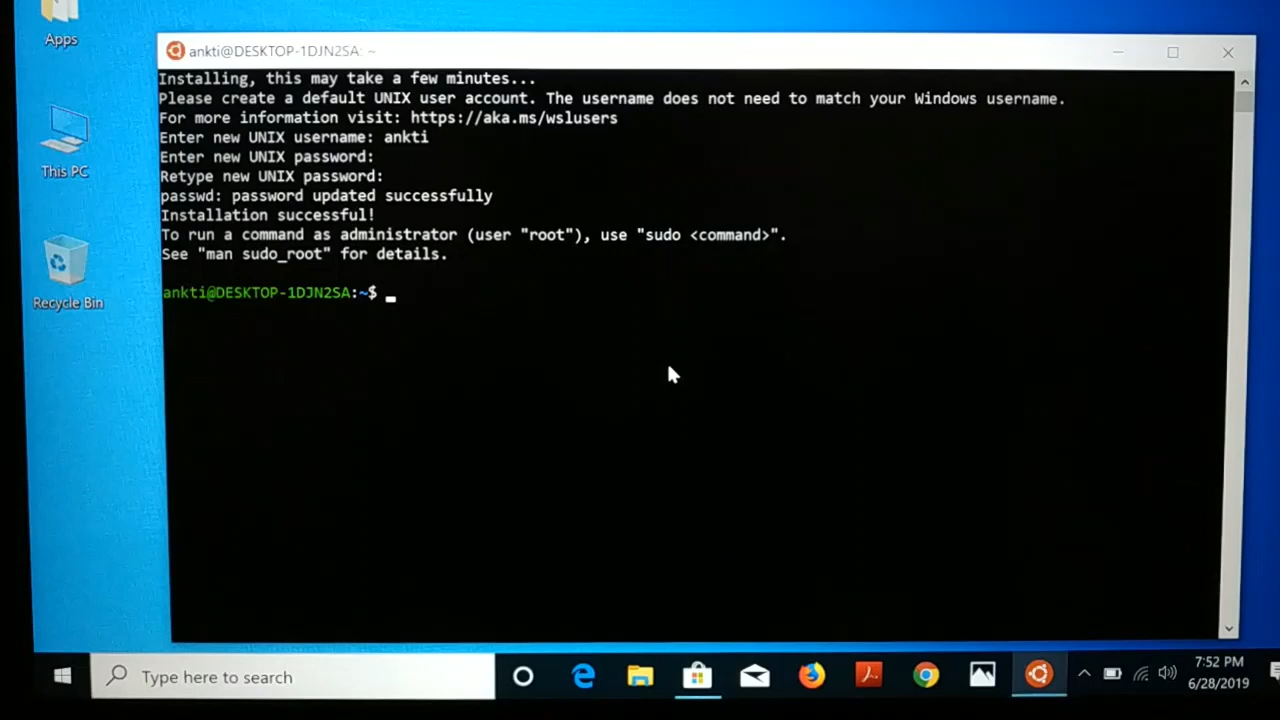 Apps
This PC
Recycle Bin
ankti@DESKTOP-1DJN2SA: ~
Installing, this may take a few minutes...
Please create a default UNIX user account. The username does not need to match your Windows username.
For more information visit: https://aka.ms/wslusers
Enter new UNIX username: ankti
Enter new UNIX password:
Retype new UNIX password:
passwd: password updated successfully
Installation successful!
To run a command as administrator (user "root"), use "sudo <command>".
See "man sudo_root" for details.
ankti@DESKTOP-1DJN2SA:~$
Type here to search
7:52 PM
6/28/2019